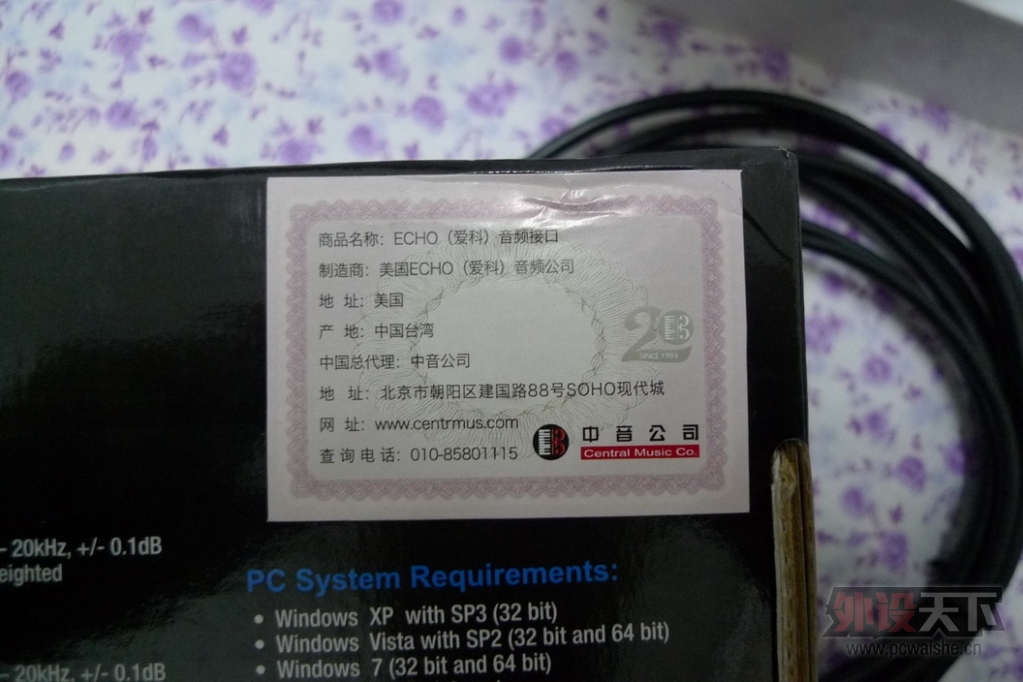 商品名称：ECHO（爱科）音频接口
制造商：美国ECHO（爱科）音频公司
地 址：美国
产 地：中国台湾
中国总代理：中音公司
地 址：北京市朝阳区建国路88号SOHO现代城
网 址：www.centrmus.com
查询电话：010-85801115
20
SINCE 1993
中音公司
Central Music Co.
- 20kHz, +/- 0.1dB
eighted
PC System Requirements:
• Windows XP with SP3 (32 bit)
• Windows Vista with SP2 (32 bit and 64 bit)
• Windows 7 (32 bit and 64 bit)
- 20kHz, +/- 0.1dB
外设天下
www.pcwaishe.cn